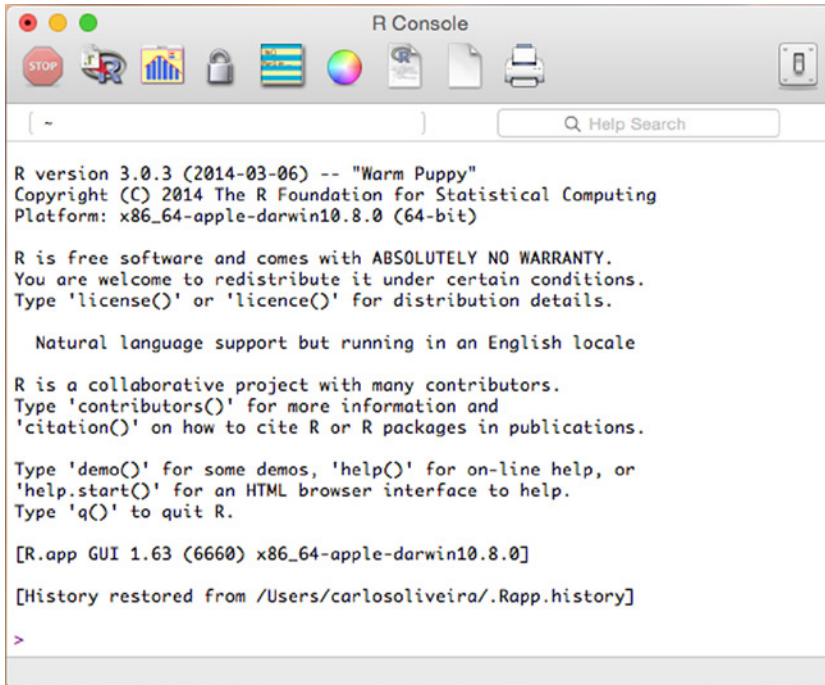 R Console
STOP
~
Help Search
R version 3.0.3 (2014-03-06) -- "Warm Puppy"
Copyright (C) 2014 The R Foundation for Statistical Computing
Platform: x86_64-apple-darwin10.8.0 (64-bit)
R is free software and comes with ABSOLUTELY NO WARRANTY.
You are welcome to redistribute it under certain conditions.
Type 'license()' or 'licence()' for distribution details.
Natural language support but running in an English locale
R is a collaborative project with many contributors.
Type 'contributors()' for more information and
'citation()' on how to cite R or R packages in publications.
Type 'demo()' for some demos, 'help()' for on-line help, or
'help.start()' for an HTML browser interface to help.
Type 'q()' to quit R.
[R.app GUI 1.63 (6660) x86_64-apple-darwin10.8.0]
[History restored from /Users/carlosoliveira/.Rapp.history]
>